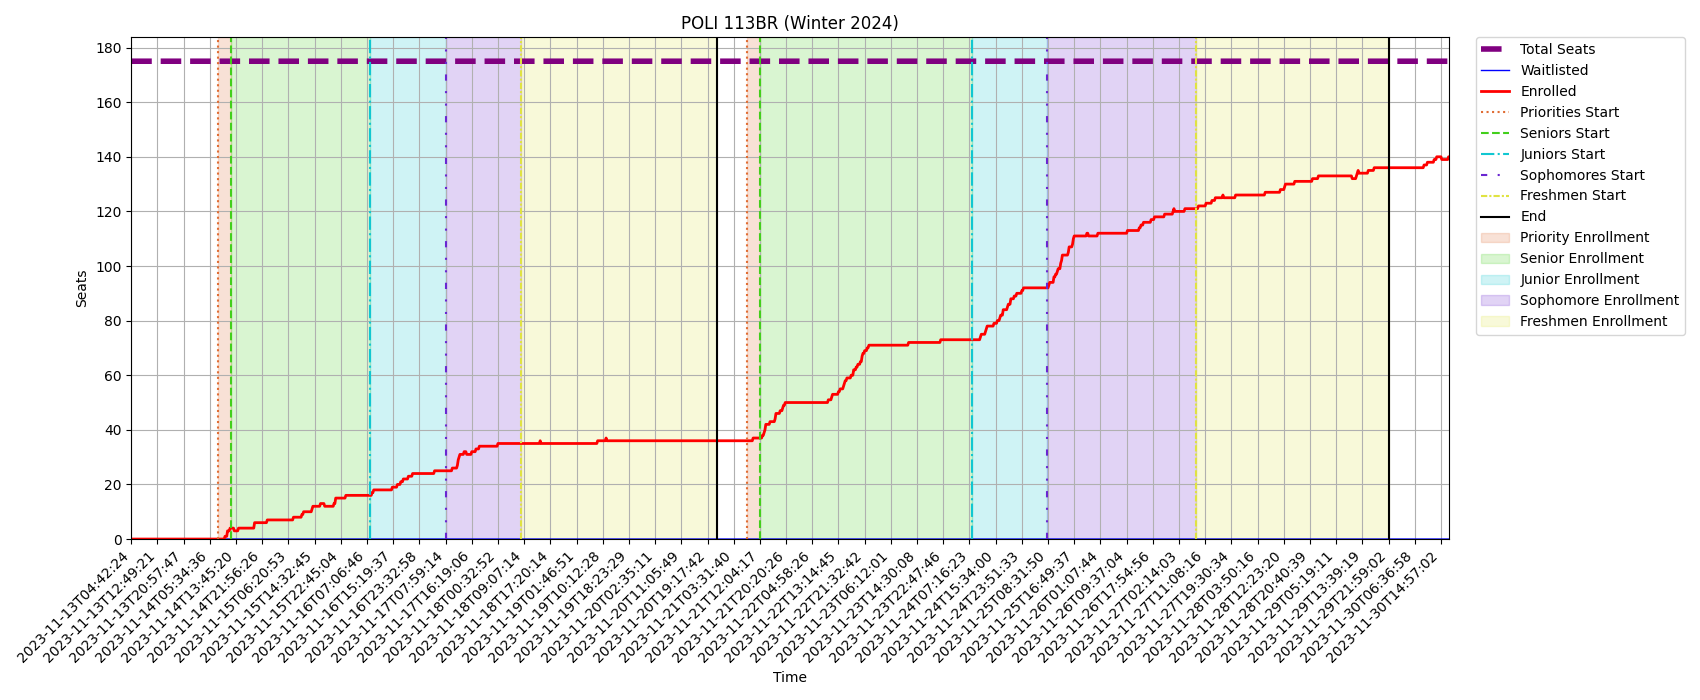 POLI 113BR (Winter 2024)
Seats
180
160
140
120
100
80
60
40
20
0
2023-11-13T04:42:24
2023-11-13T12:49:21
2023-11-13T20:57:47
2023-11-14T05:34:36
2023-11-14T13:45:20
2023-11-14T21:56:26
2023-11-15T06:20:53
2023-11-15T14:32:45
2023-11-15T22:45:04
2023-11-16T07:06:46
2023-11-16T15:19:37
2023-11-16T23:32:58
2023-11-17T07:59:14
2023-11-17T16:19:06
2023-11-18T00:32:52
2023-11-18T09:07:14
2023-11-18T17:20:14
2023-11-19T01:46:51
2023-11-19T10:12:28
2023-11-19T18:23:29
2023-11-20T02:35:11
2023-11-20T11:05:49
2023-11-20T19:17:42
2023-11-21T03:31:40
2023-11-21T12:04:17
2023-11-21T20:20:26
2023-11-22T04:58:26
2023-11-22T13:14:45
2023-11-22T21:32:42
2023-11-23T06:12:01
2023-11-23T14:30:08
2023-11-23T22:47:46
2023-11-24T07:16:23
2023-11-24T15:34:00
2023-11-24T23:51:33
2023-11-25T08:31:50
2023-11-25T16:49:37
2023-11-26T01:07:44
2023-11-26T09:37:04
2023-11-26T17:54:56
2023-11-27T02:14:03
2023-11-27T11:08:16
2023-11-27T19:30:34
2023-11-28T03:50:16
2023-11-28T12:23:20
2023-11-28T20:40:39
2023-11-29T05:19:11
2023-11-29T13:39:19
2023-11-29T21:59:02
2023-11-30T06:36:58
2023-11-30T14:57:02
Time
Total Seats
Waitlisted
Enrolled
Priorities Start
Seniors Start
Juniors Start
Sophomores Start
Freshmen Start
End
Priority Enrollment
Senior Enrollment
Junior Enrollment
Sophomore Enrollment
Freshmen Enrollment